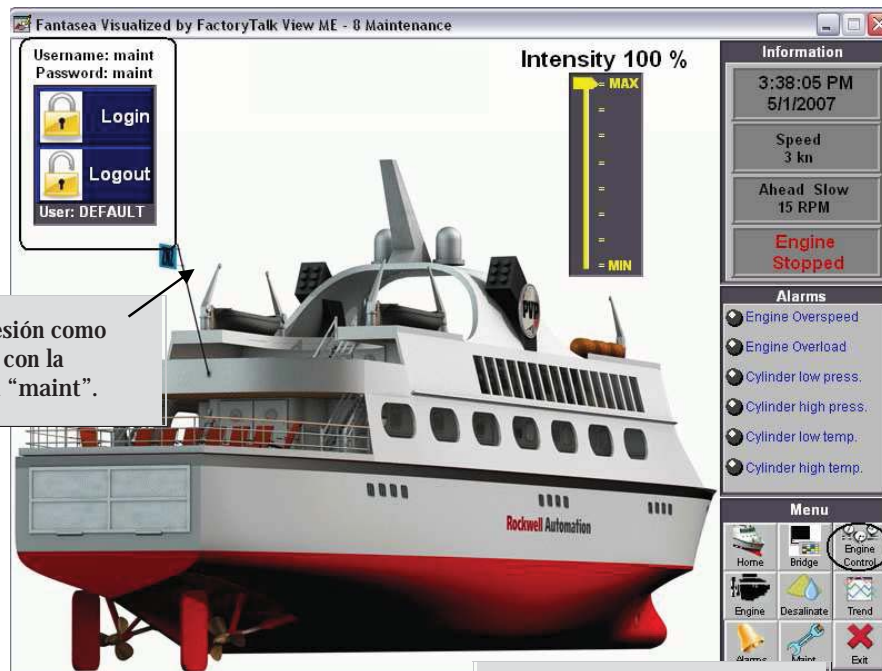 Fantasea Visualized by FactoryTalk View ME - 8 Maintenance
Username: maint
Password: maint
Login
Logout
User: DEFAULT
Intensity 100 %
MAX
MIN
Information
3:38:05 PM
5/1/2007
Speed
3 kn
Ahead Slow
15 RPM
Engine
Stopped
esión como
con la
“maint”.
PVP
Rockwell Automation
Alarms
Engine Overspeed
Engine Overload
Cylinder low press.
Cylinder high press.
Cylinder low temp.
Cylinder high temp.
Menu
Home
Bridge
Engine
Control
Engine
Desalinate
Trend
Alarms
Maint
Exit